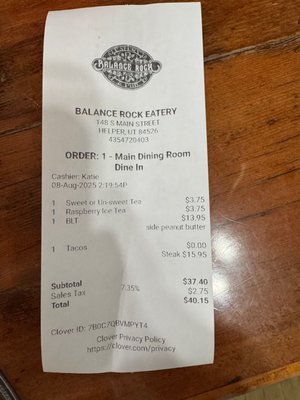 BALANCE ROCK
BALANCE ROCK EATERY
148 S MAIN STREET
HELPER, UT 84526
4354720403
ORDER: 1 - Main Dining Room
Dine In
Cashier: Katie
08-Aug-2025 2:19:54P
1 Sweet or Un-sweet Tea $3.75
1 Raspberry Ice Tea $3.75
1 BLT $13.95
side peanut butter
1 Tacos $0.00
Steak $15.95
Subtotal $37.40
Sales Tax 7.35% $2.75
Total $40.15
Clover ID: 7B0C7QBVMPYT4
Clover Privacy Policy
https://clover.com/privacy